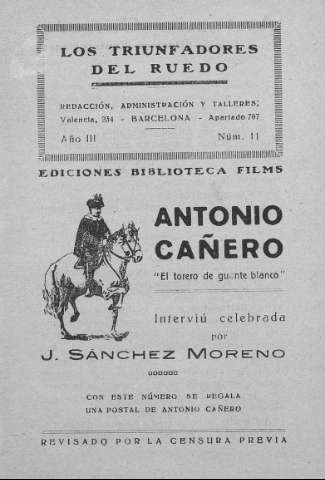 LOS TRIUNFADORES
DEL RUEDO
REDACCIÓN, ADMINISTRACIÓN Y TALLERES:
Valencia, 234 - BARCELONA - Apartado 707
Año III Núm. 11
EDICIONES BIBLIOTECA FILMS
ANTONIO
CAÑERO
"El torero de guante blanco"
Interviú celebrada
por
J. SÁNCHEZ MORENO
CON ESTE NÚMERO SE REGALA
UNA POSTAL DE ANTONIO CAÑERO
REVISADO POR LA CENSURA PREVIA